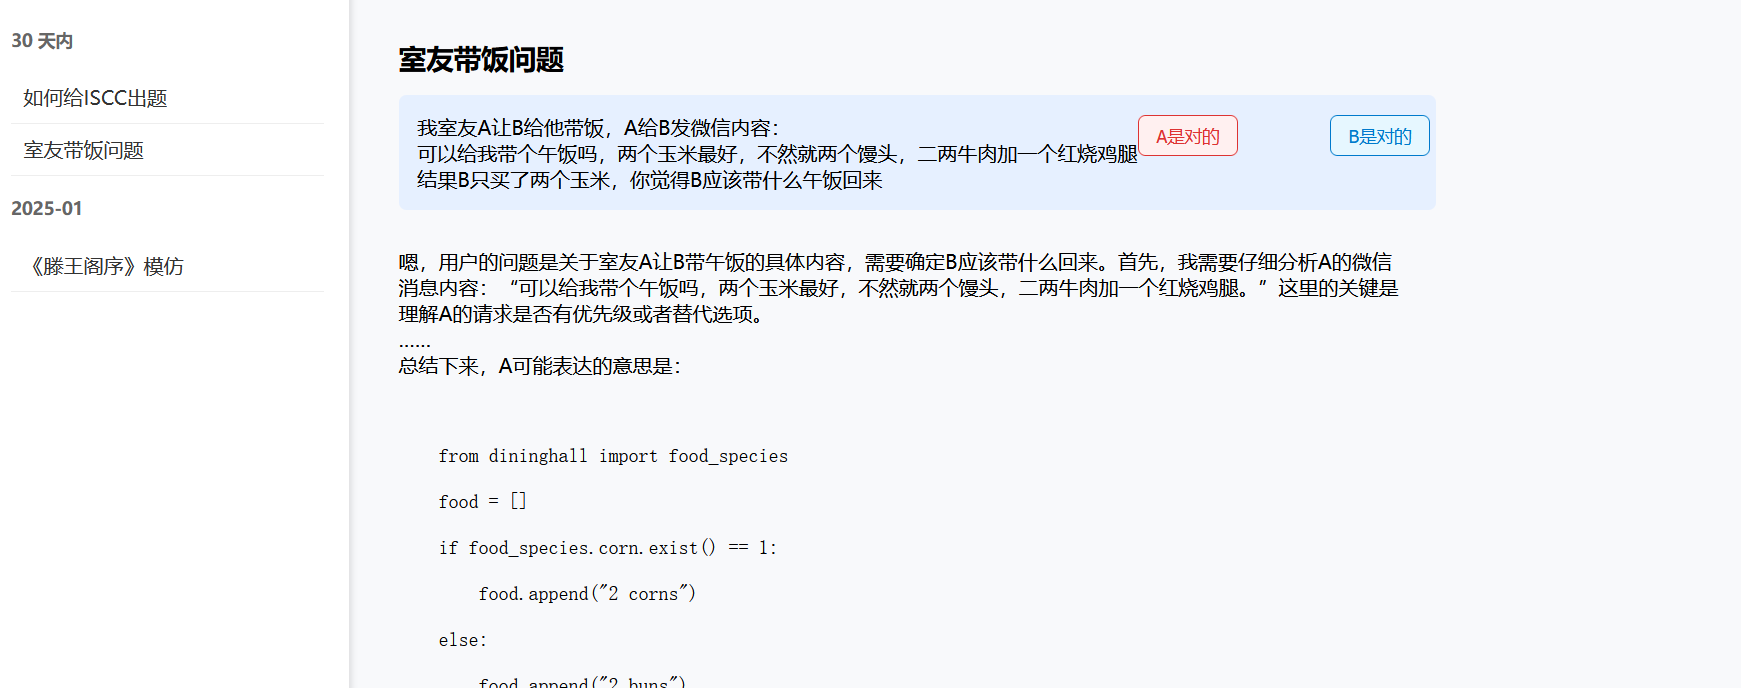 30 天内
如何给ISCC出题
室友带饭问题
2025-01
《滕王阁序》模仿
室友带饭问题
我室友A让B给他带饭，A给B发微信内容：
可以给我带个午饭吗，两个玉米最好，不然就两个馒头，二两牛肉加一个红烧鸡腿
结果B只买了两个玉米，你觉得B应该带什么午饭回来
A是对的
B是对的
嗯，用户的问题是关于室友A让B带午饭的具体内容，需要确定B应该带什么回来。首先，我需要仔细分析A的微信
消息内容：“可以给我带个午饭吗，两个玉米最好，不然就两个馒头，二两牛肉加一个红烧鸡腿。”这里的关键是
理解A的请求是否有优先级或者替代选项。
......
总结下来，A可能表达的意思是：
from dininghall import food_species
food = []
if food_species.corn.exist() == 1:
food.append("2 corns")
else:
food.append("2 buns")